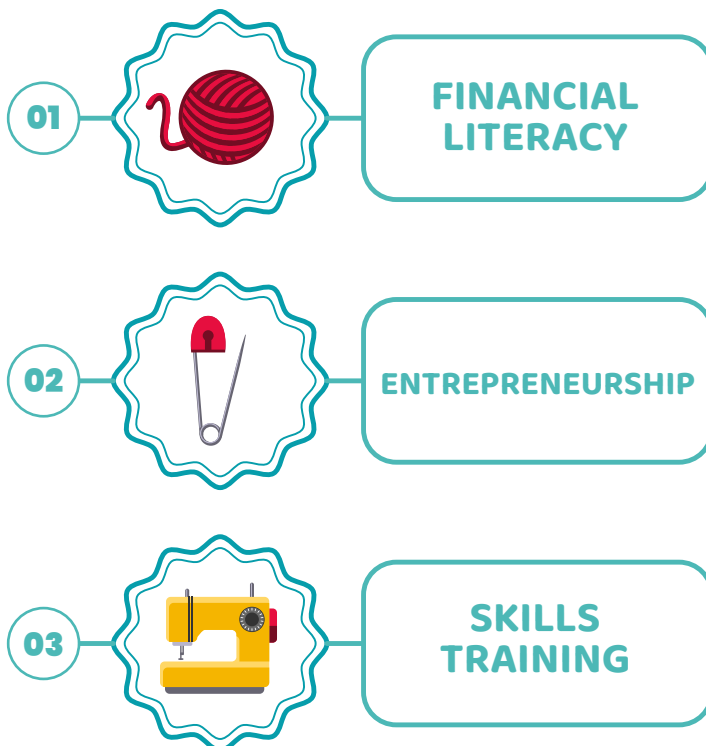 01
FINANCIAL
LITERACY
02
ENTREPRENEURSHIP
03
SKILLS
TRAINING